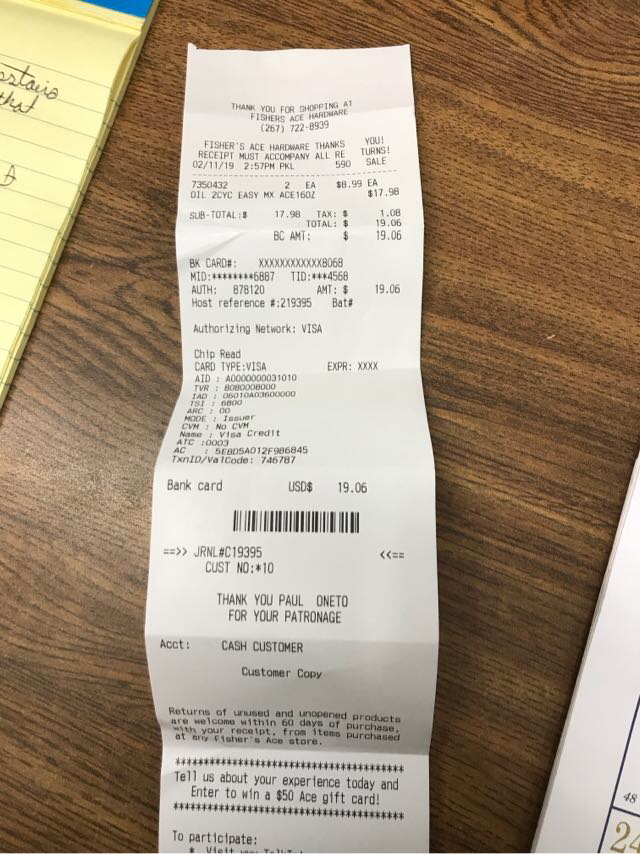 stairs
that
THANK YOU FOR SHOPPING AT
FISHERS ACE HARDWARE
(267) 722-8939
FISHER'S ACE HARDWARE THANKS YOU!
RECEIPT MUST ACCOMPANY ALL RE TURNS!
02/11/19 2:57PM PKL 590 SALE
7350432 2 EA $8.99 EA
OIL 2CYC EASY MX ACE16OZ $17.98
SUB-TOTAL:$ 17.98 TAX: $ 1.08
TOTAL: $ 19.06
BC AMT: $ 19.06
BK CARD#: XXXXXXXXXXXX8068
MID:********6887 TID:***4568
AUTH: 878120 AMT: $ 19.06
Host reference #:219395 Bat#
Authorizing Network: VISA
Chip Read
CARD TYPE:VISA EXPR: XXXX
AID : A0000000031010
TVR : 8080008000
IAD : 06010A03600000
TSI : 6800
ARC : 00
MODE : Issuer
CVM : No CVM
Name : Visa Credit
ATC :0003
AC : 5E8D5A012F986845
TxnID/ValCode: 746787
Bank card USD$ 19.06
==>> JRNL#C19395 <<==
CUST NO:*10
THANK YOU PAUL ONETO
FOR YOUR PATRONAGE
Acct: CASH CUSTOMER
Customer Copy
Returns of unused and unopened products
are welcome within 60 days of purchase,
with your receipt, from items purchased
at any Fisher's Ace store.
****************************************
Tell us about your experience today and
Enter to win a $50 Ace gift card!
****************************************
To participate:
* Visit
48
24